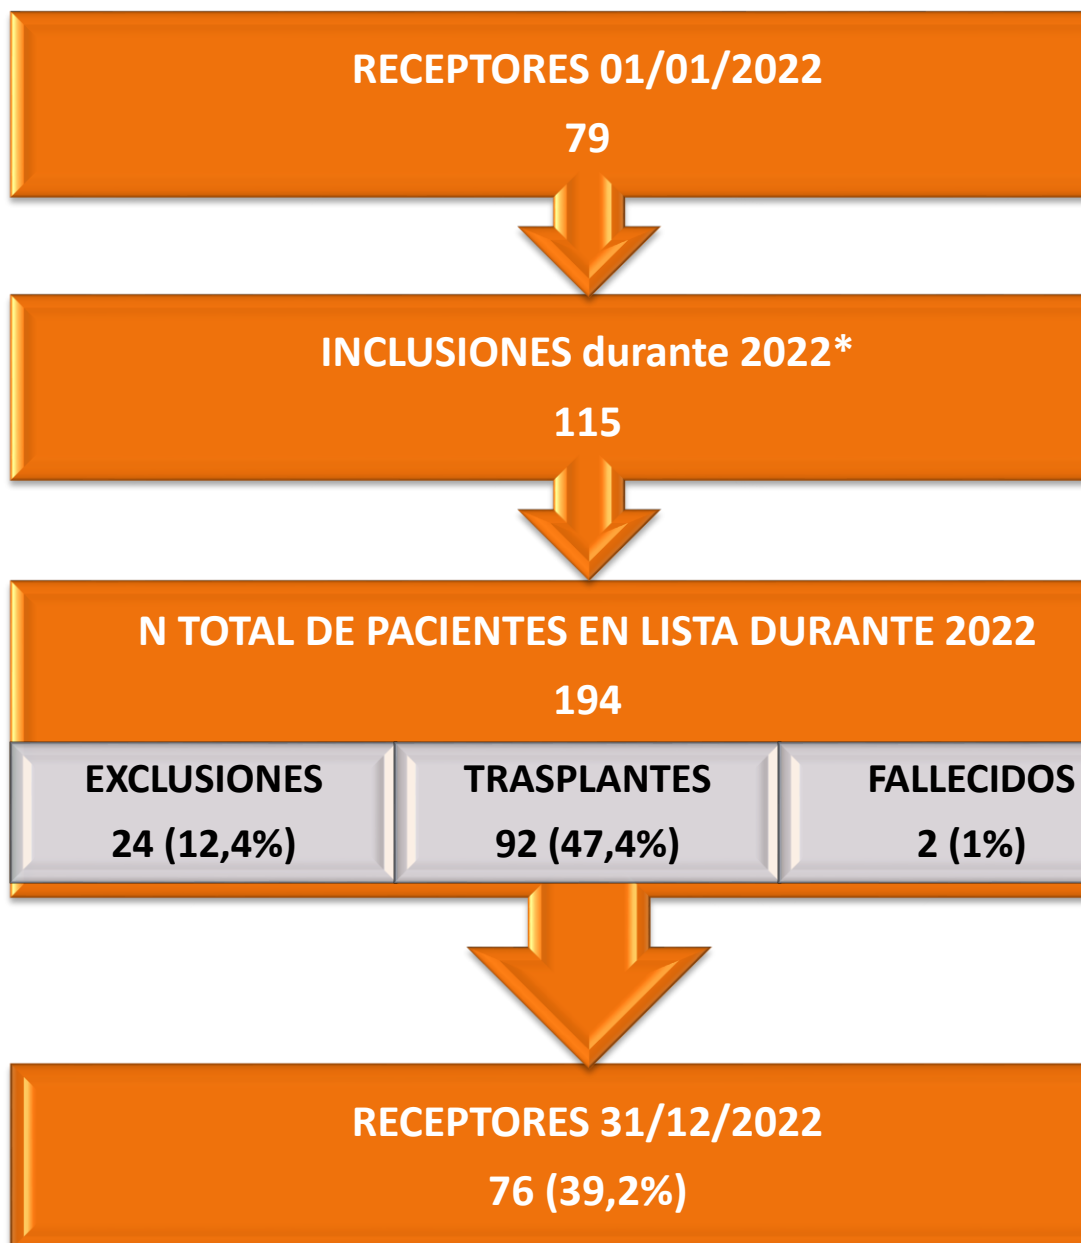 RECEPTORES 01/01/2022
79
INCLUSIONES durante 2022*
115
N TOTAL DE PACIENTES EN LISTA DURANTE 2022
194
EXCLUSIONES
24 (12,4%)
TRASPLANTES
92 (47,4%)
FALLECIDOS
2 (1%)
RECEPTORES 31/12/2022
76 (39,2%)